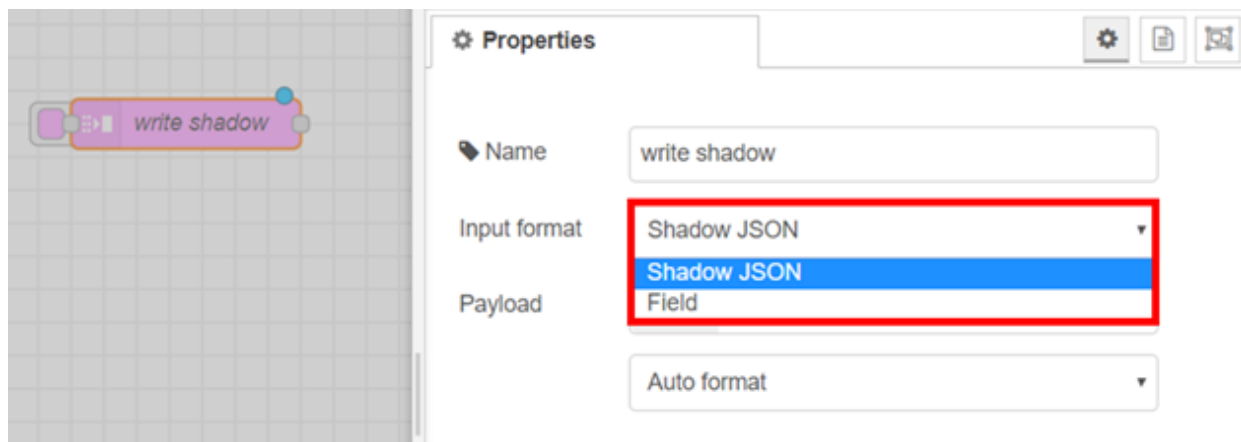 Properties
write shadow
Name
write shadow
Input format
Shadow JSON
Shadow JSON
Payload
Field
Auto format